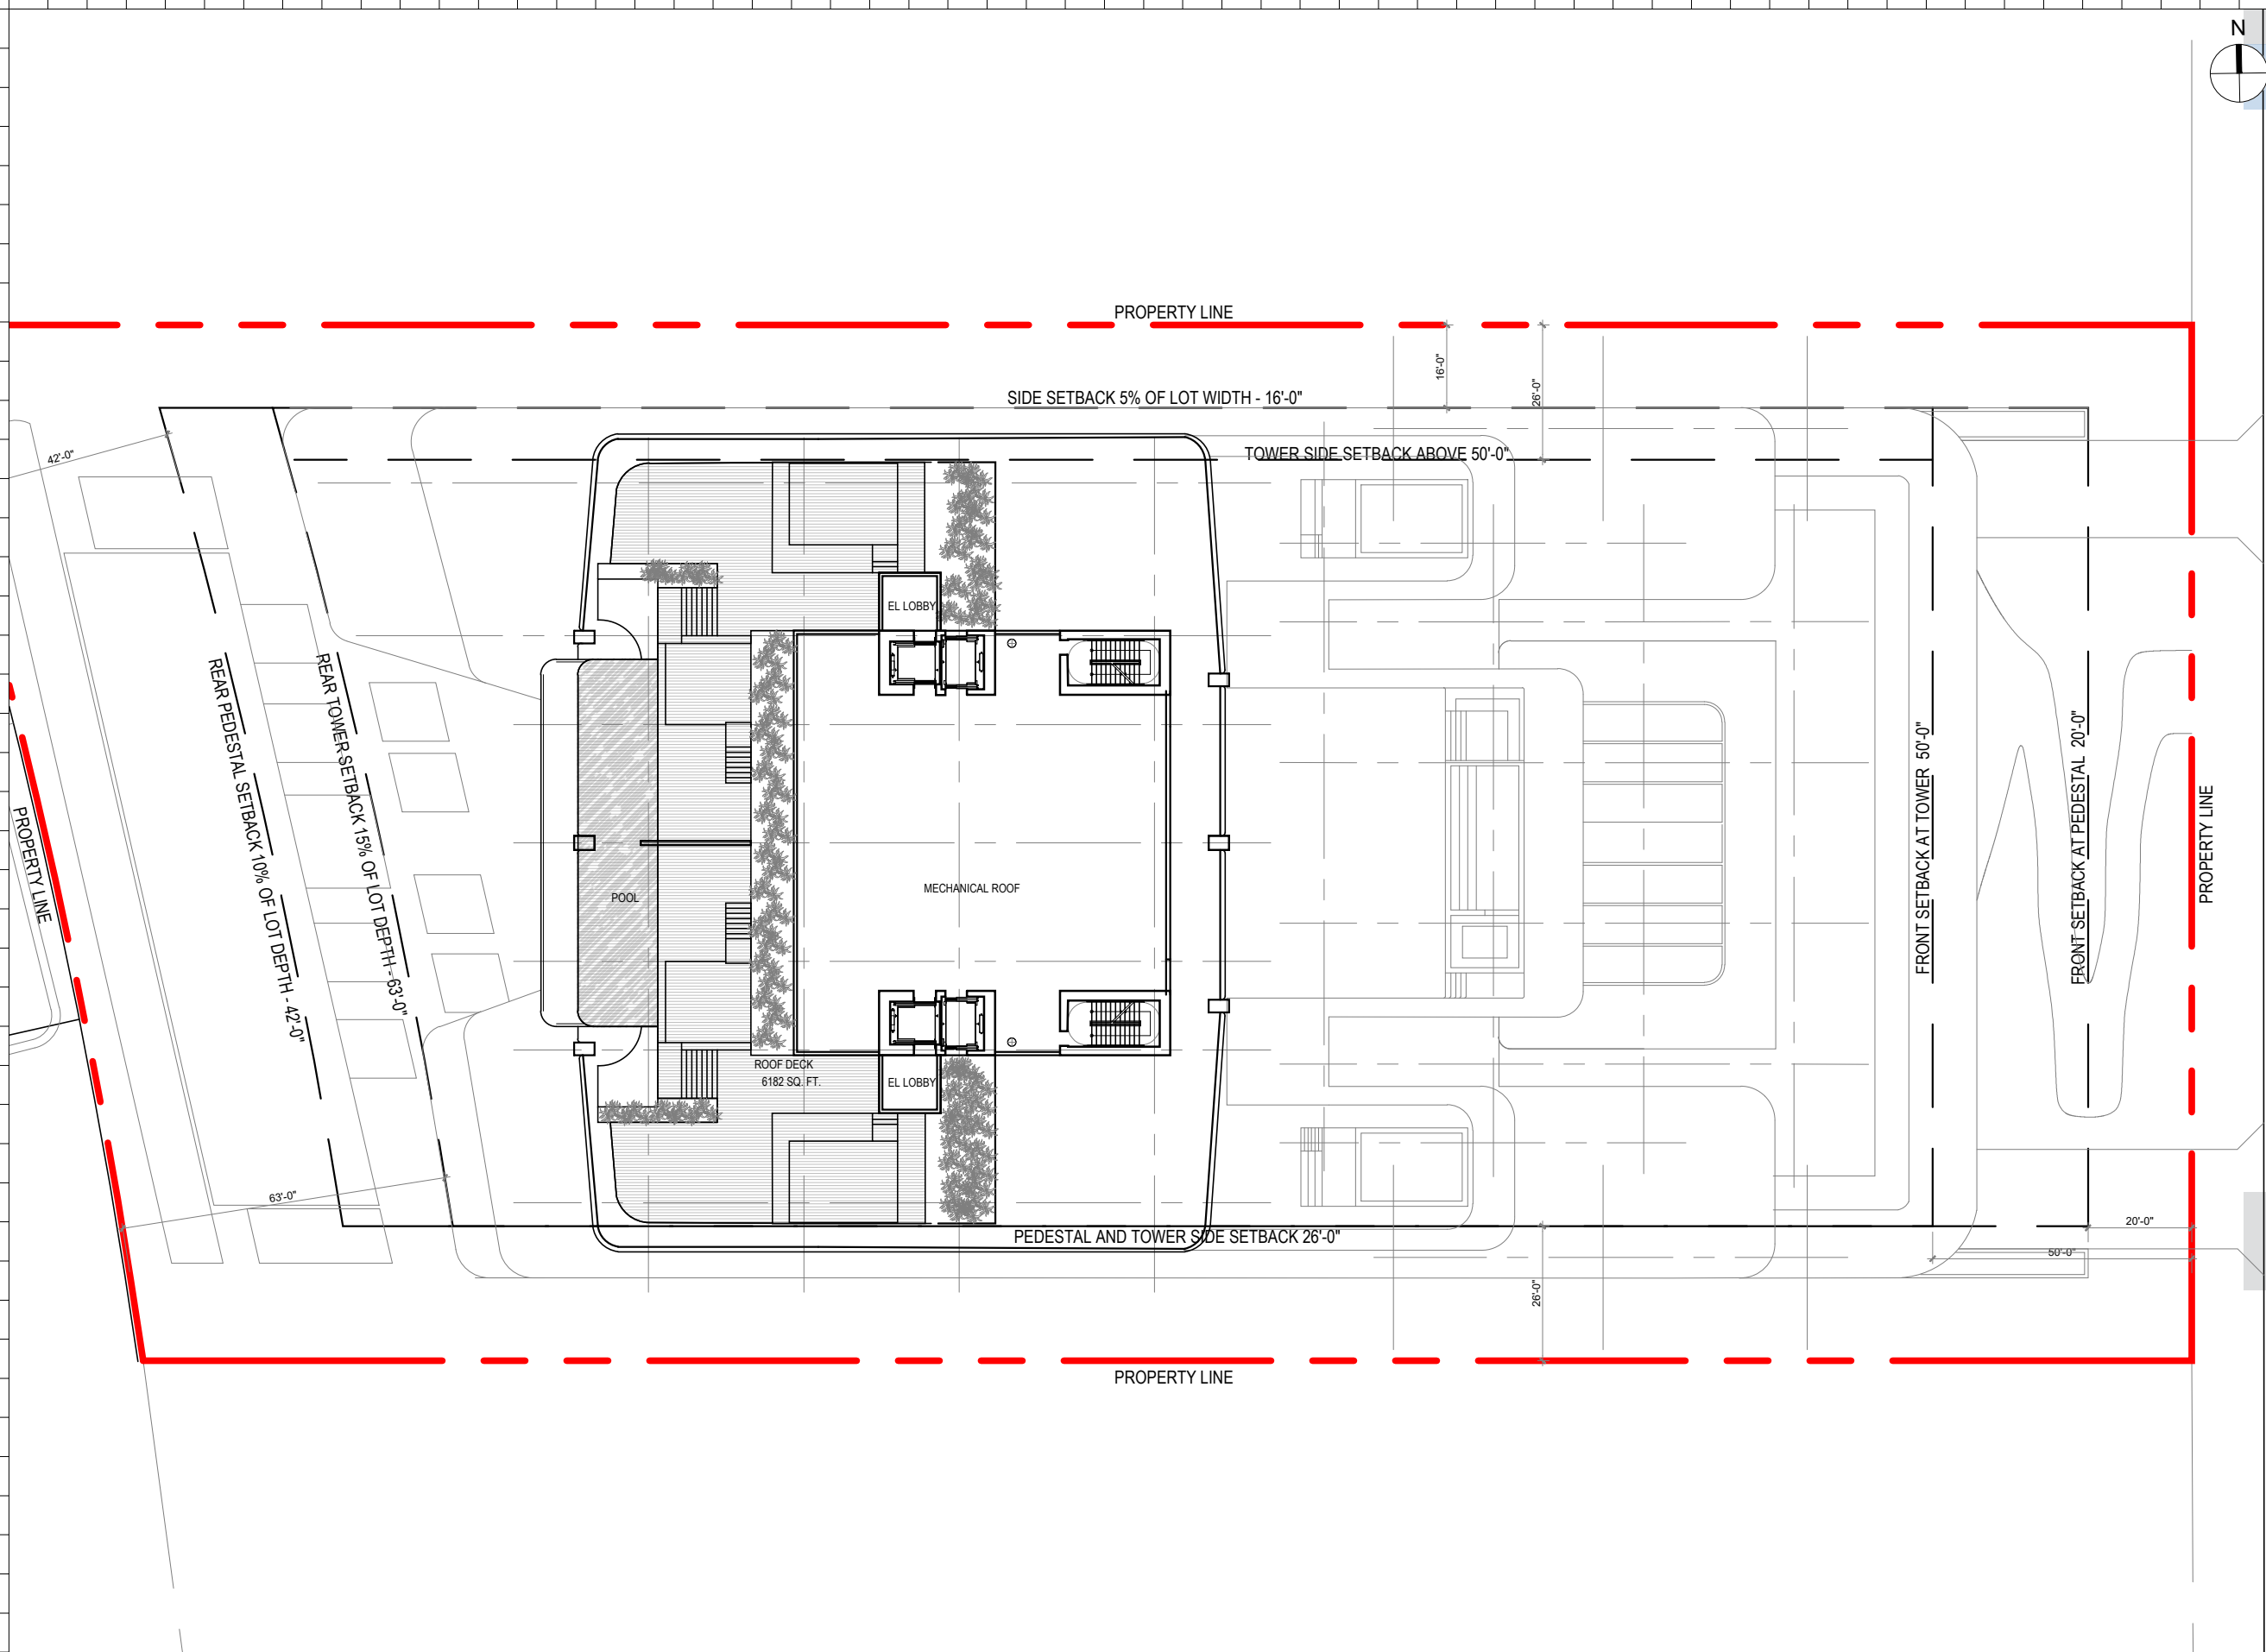 N
PROPERTY LINE
16'-0"
26'-0"
SIDE SETBACK 5% OF LOT WIDTH - 16'-0"
42'-0"
TOWER SIDE SETBACK ABOVE 50'-0"
EL LOBBY
REAR PEDESTAL SETBACK 10% OF LOT DEPTH - 42'-0"
REAR TOWER SETBACK 15% OF LOT DEPTH - 63'-0"
PROPERTY LINE
POOL
MECHANICAL ROOF
FRONT SETBACK AT TOWER 50'-0"
FRONT SETBACK AT PEDESTAL 20'-0"
PROPERTY LINE
ROOF DECK
6182 SQ. FT.
EL LOBBY
63'-0"
PEDESTAL AND TOWER SIDE SETBACK 26'-0"
20'-0"
50'-0"
26'-0"
PROPERTY LINE